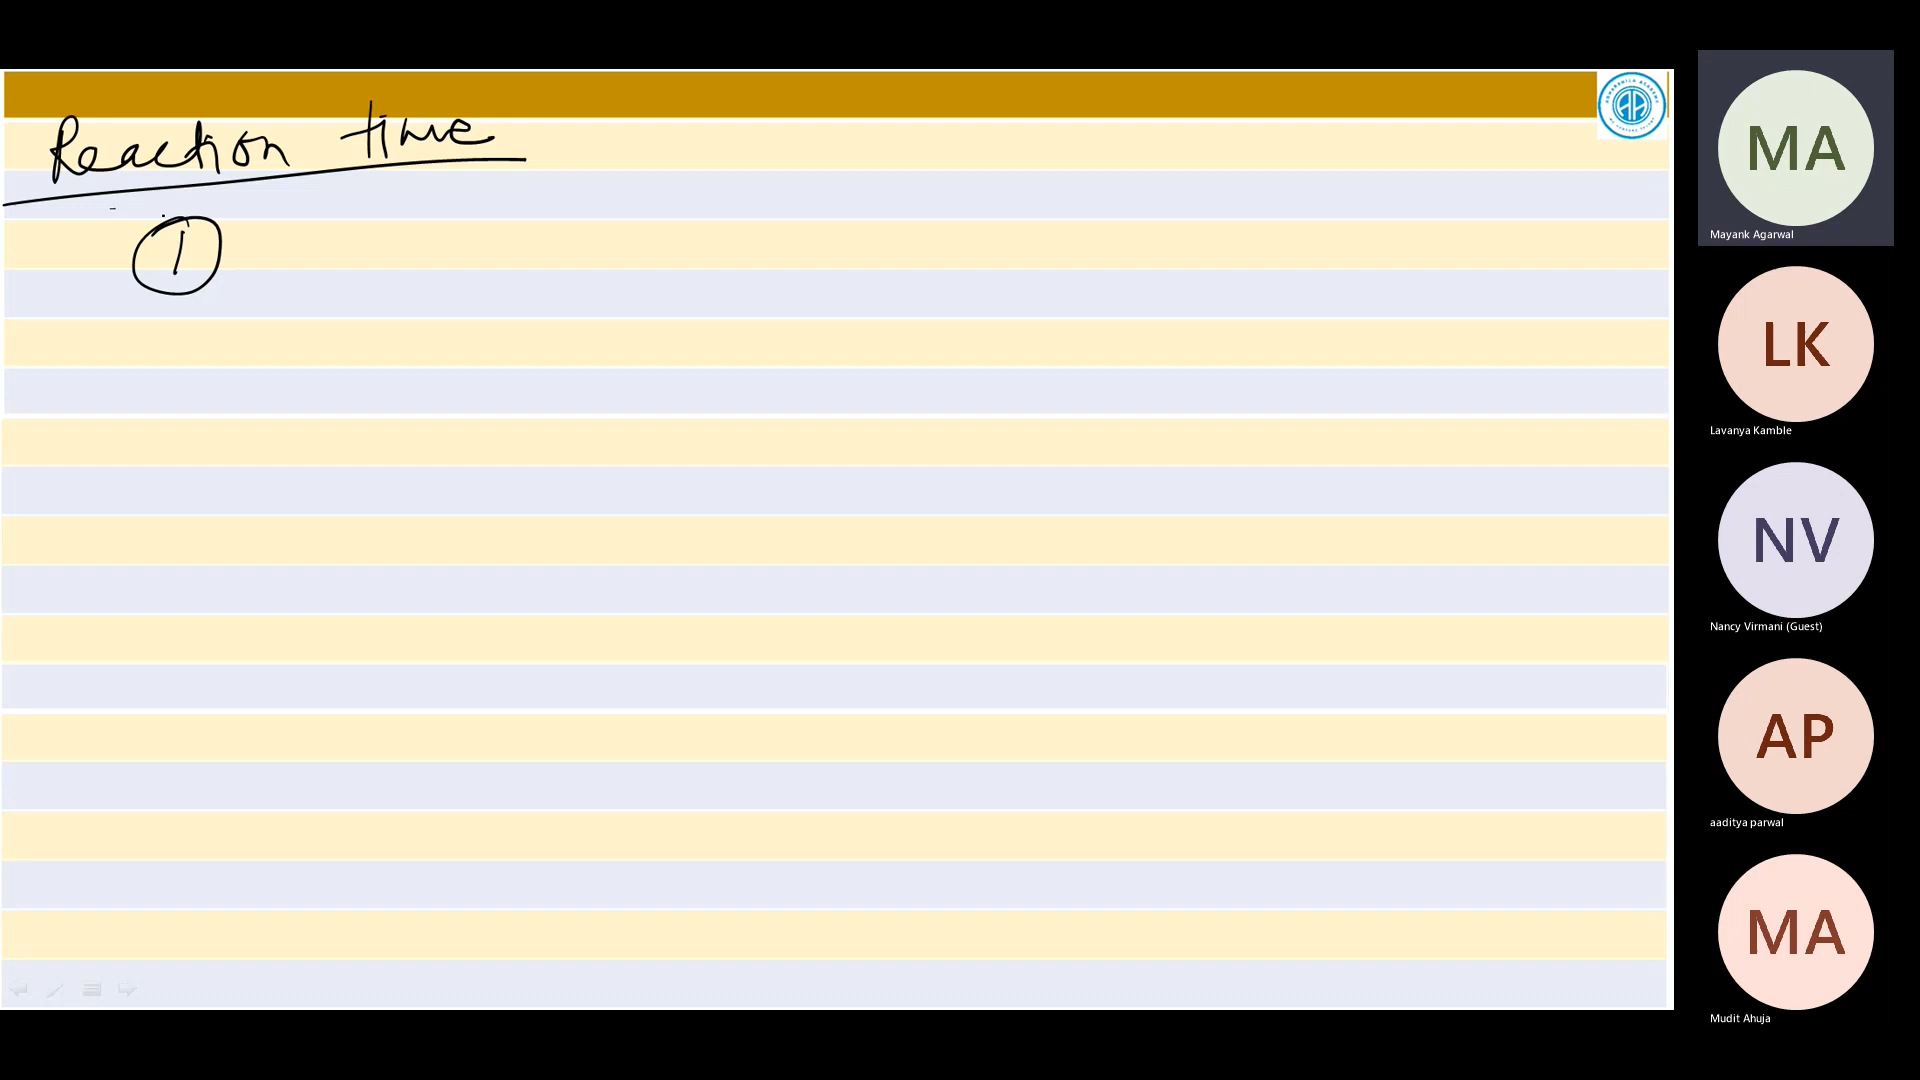 Reaction time
1
MA
Mayank Agarwal
LK
Lavanya Kamble
NV
Nancy Virmani (Guest)
AP
aaditya parwal
MA
Mudit Ahuja